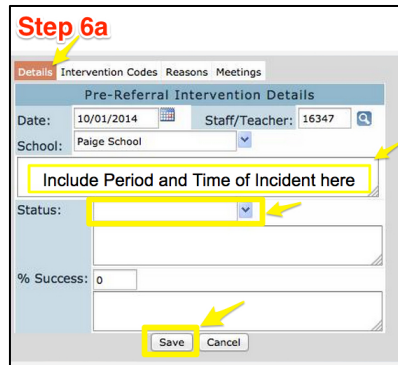 Step 6a
Details Intervention Codes Reasons Meetings
Pre-Referral Intervention Details
Date: 10/01/2014 Staff/Teacher: 16347
School: Paige School
Include Period and Time of Incident here
Status:
% Success: 0
Save Cancel